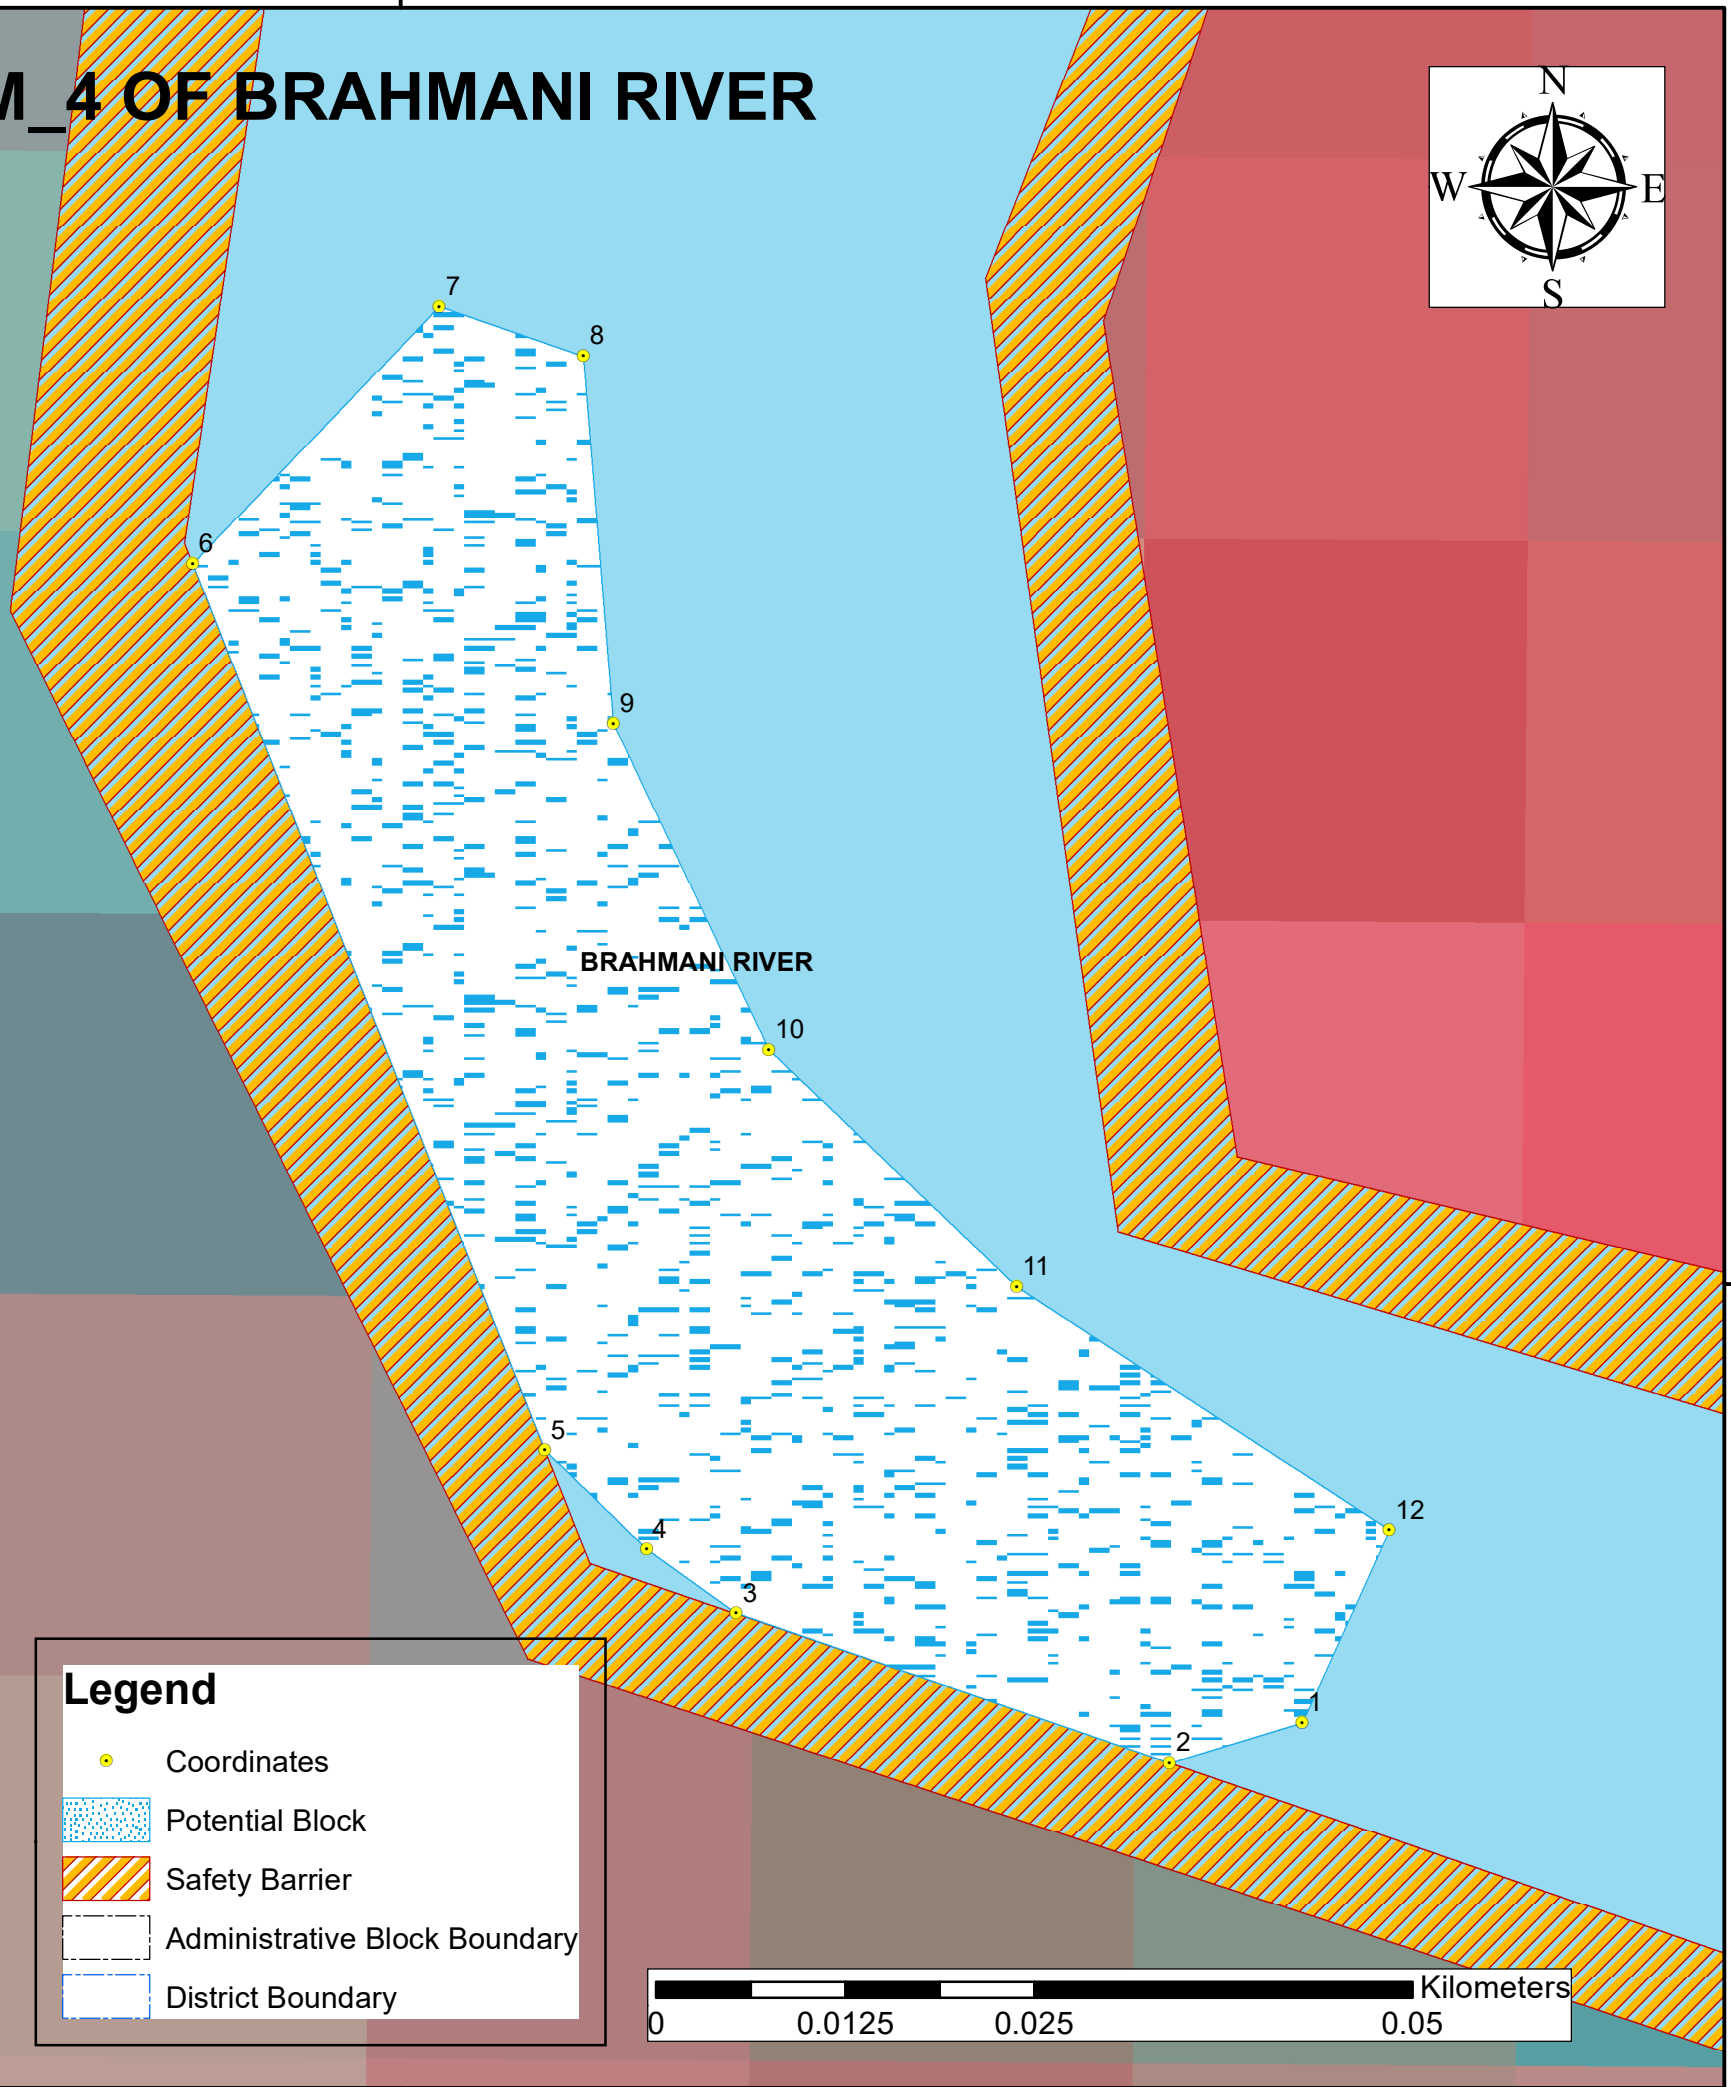 M_4 OF BRAHMANI RIVER
N
W E
S
7
8
6
9
BRAHMANI RIVER
10
11
5
12
4
3
1
2
Legend
Coordinates
Potential Block
Safety Barrier
Administrative Block Boundary
District Boundary
Kilometers
0 0.0125 0.025 0.05